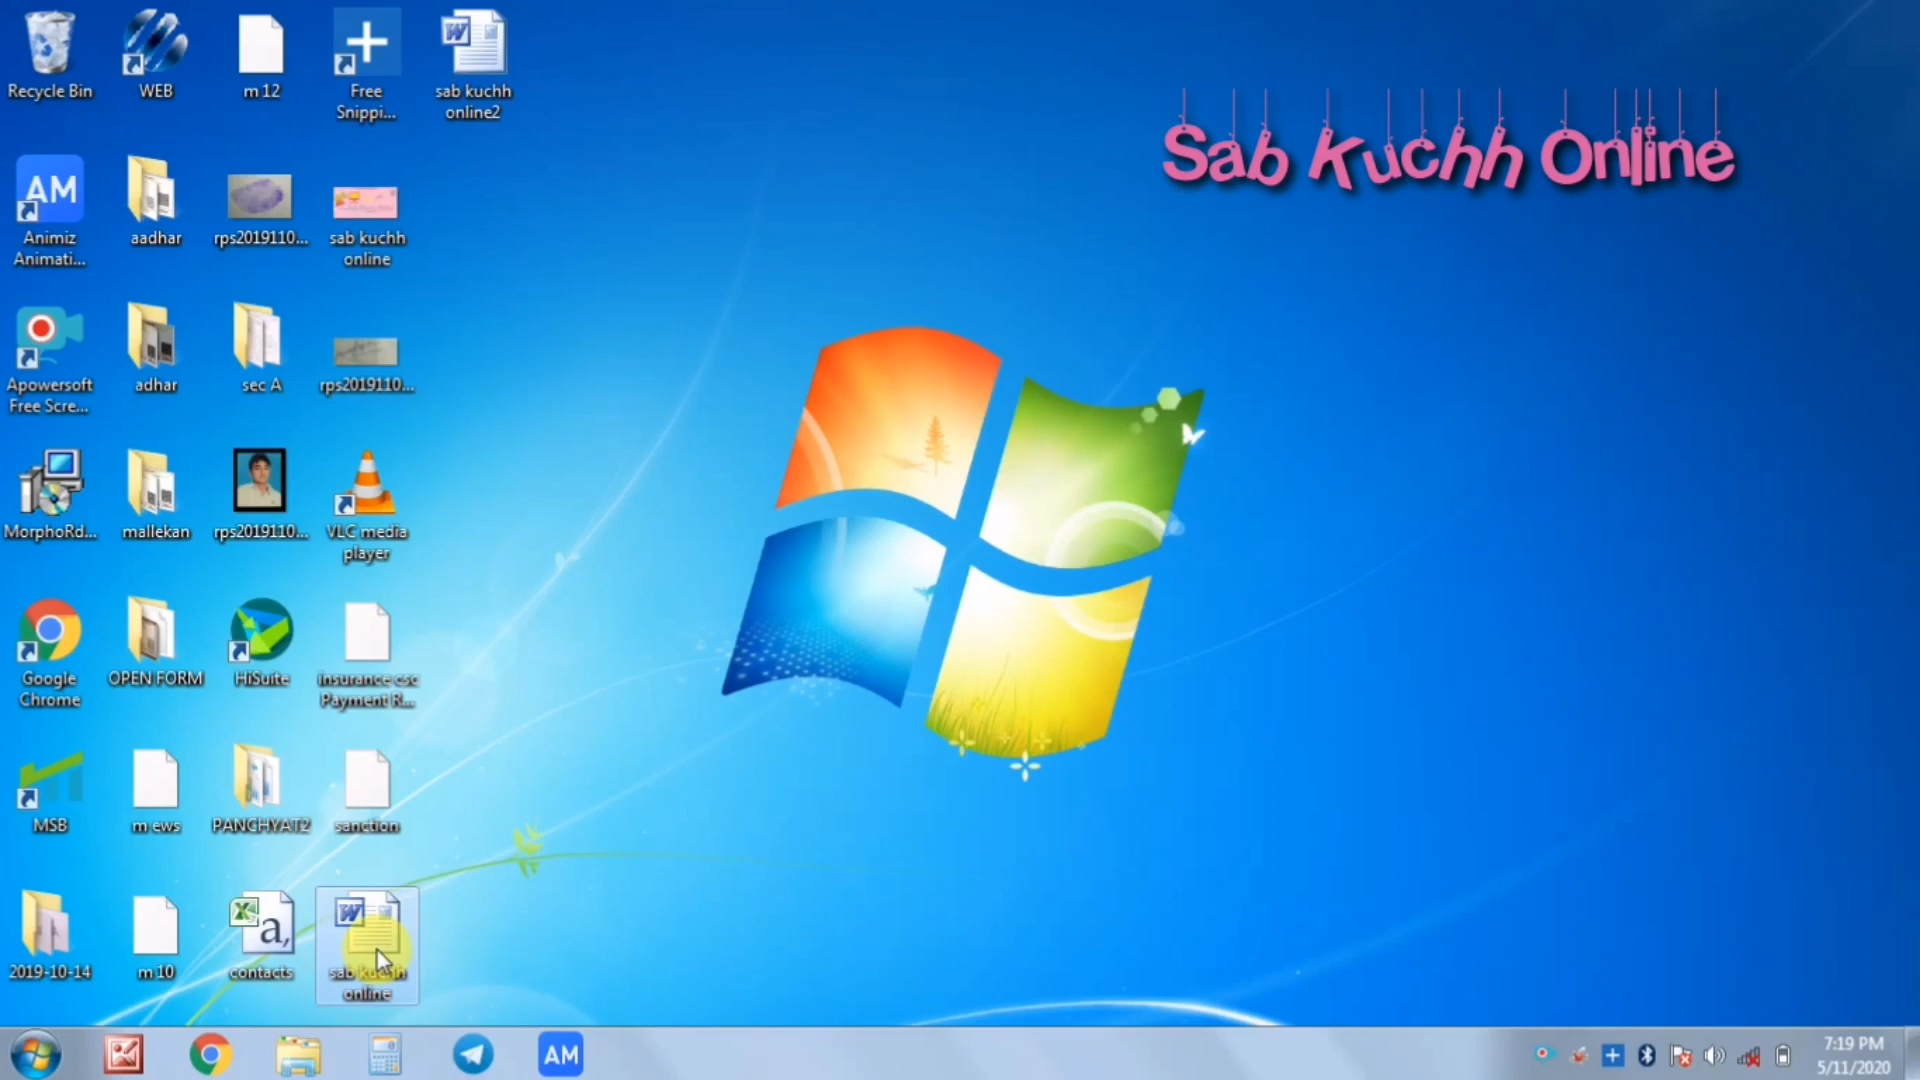 Recycle Bin
WEB
m 12
Free
Snippi...
sab kuchh
online2
Sab Kuchh Online
AM
Animiz
Animati...
aadhar
rps2019110...
sab kuchh
online
Apowersoft
Free Scre...
adhar
sec A
rps2019110...
MorphoRd...
mallekan
rps2019110...
VLC media
player
Google
Chrome
OPEN FORM
HiSuite
insurance csc
Payment R...
MSB
m ews
PANCHYAT2
sanction
2019-10-14
m 10
a,
contacts
sab kuchh
online
AM
7:19 PM
5/11/2020